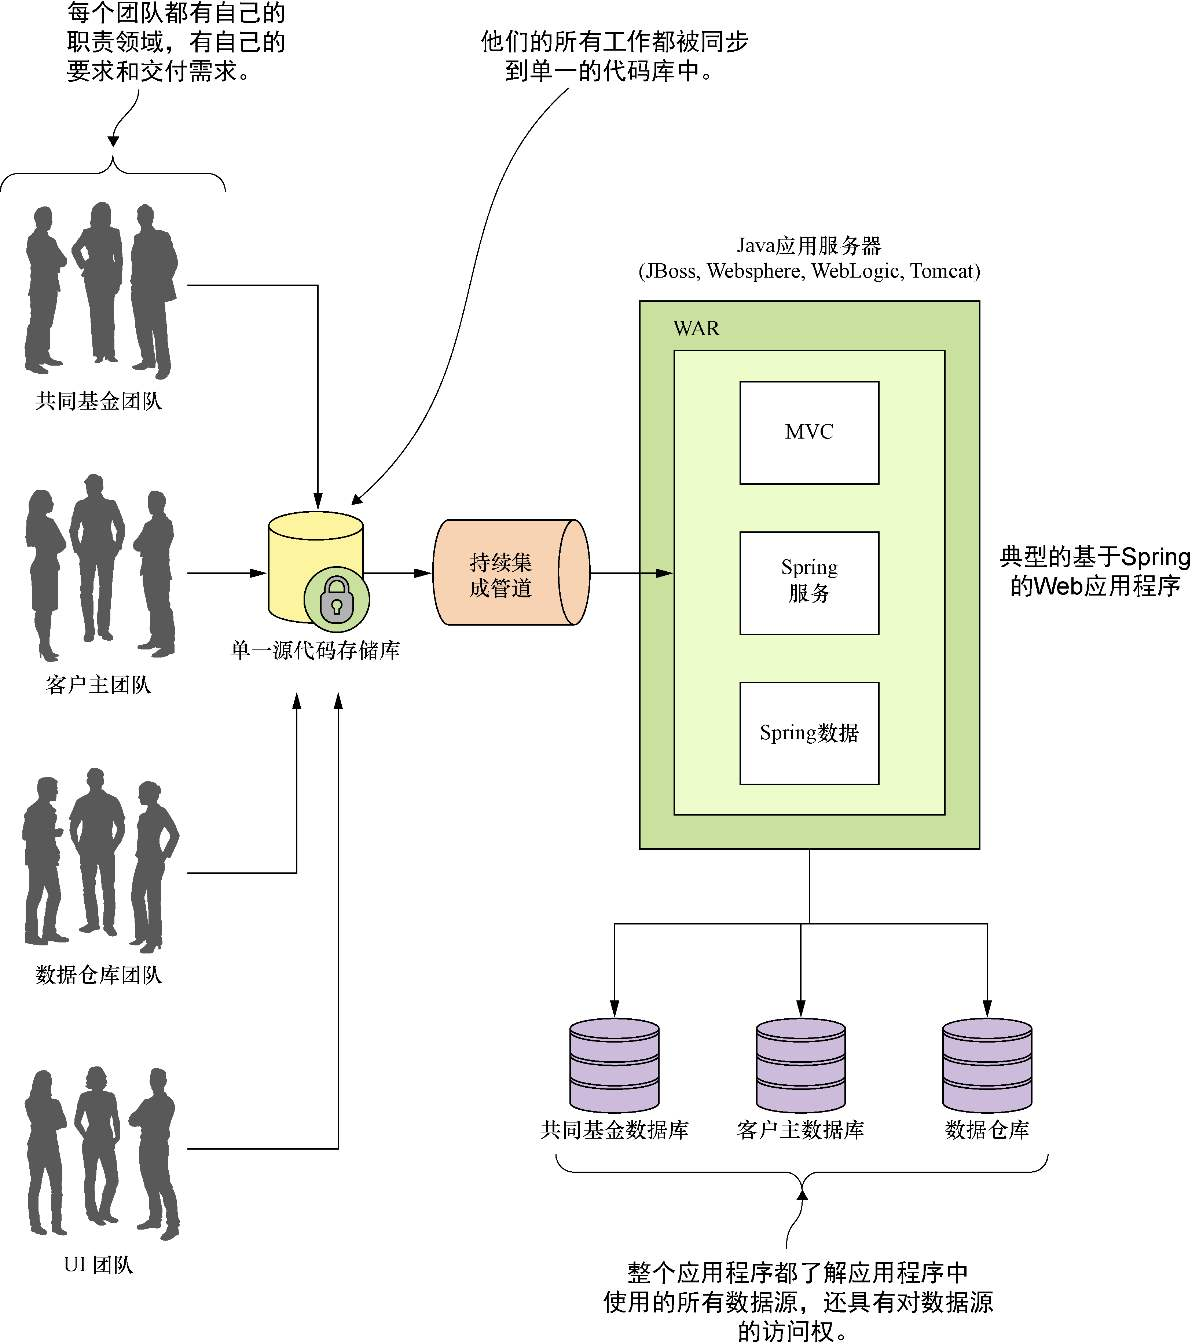 每个团队都有自己的
职责领域，有自己的
要求和交付需求。
他们的所有工作都被同步
到单一的代码库中。
Java应用服务器
(JBoss, Websphere, WebLogic, Tomcat)
WAR
MVC
共同基金团队
持续集
成管道
Spring
服务
典型的基于Spring
的Web应用程序
单一源代码存储库
客户主团队
Spring数据
数据仓库团队
共同基金数据库
客户主数据库
数据仓库
UI 团队
整个应用程序都了解应用程序中
使用的所有数据源，还具有对数据源
的访问权。